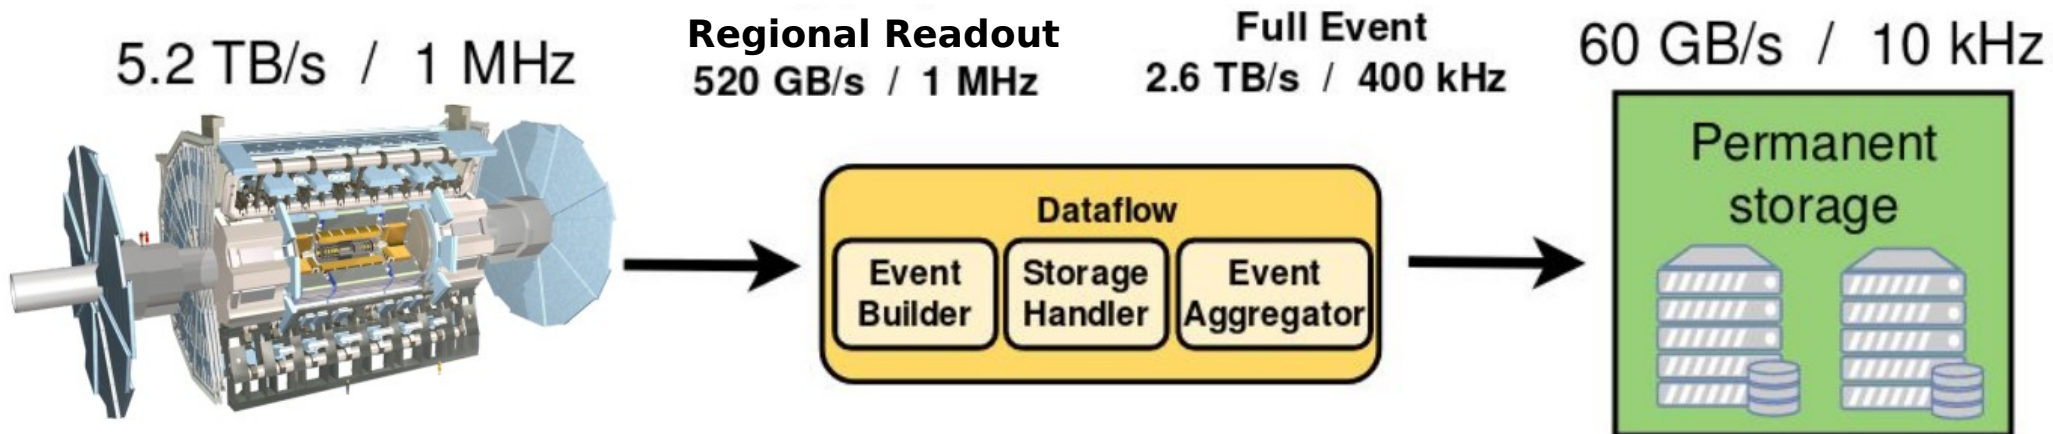 5.2 TB/s / 1 MHz
Regional Readout
520 GB/s / 1 MHz
Full Event
2.6 TB/s / 400 kHz
60 GB/s / 10 kHz
Dataflow
Event
Builder
Storage
Handler
Event
Aggregator
Permanent
storage